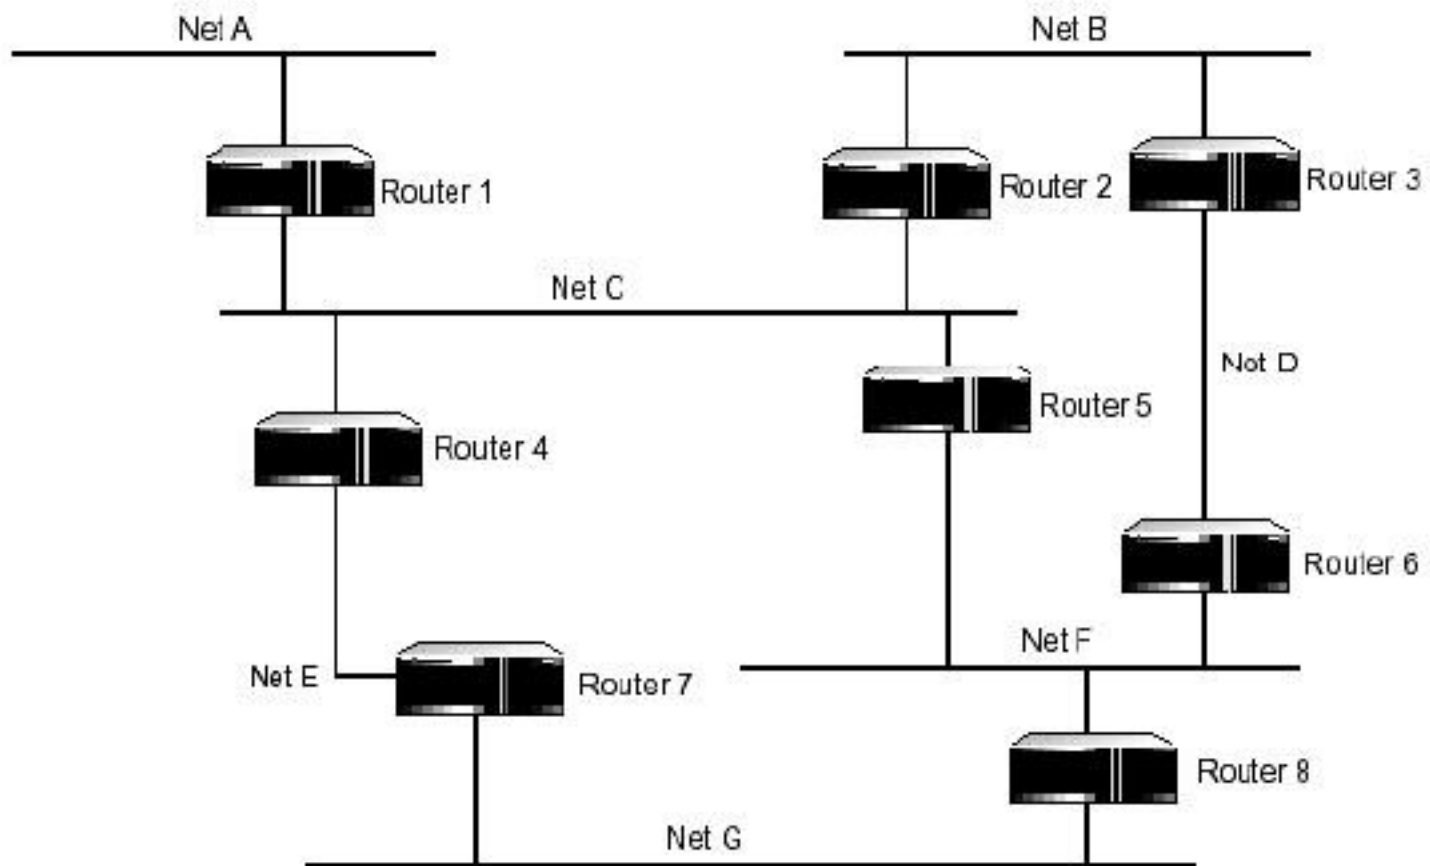 Net A
Net B
Router 1
Router 2
Router 3
Net C
Net D
Router 5
Router 4
Router 6
Net F
Net E
Router 7
Router 8
Net G